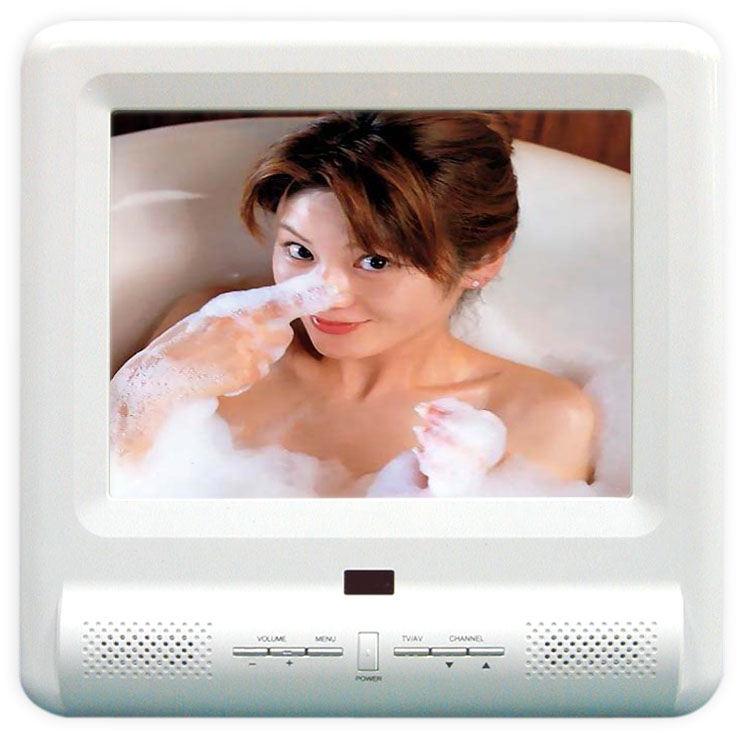 VOLUME MENU TV/AV CHANNEL
− + ▼ ▲
POWER